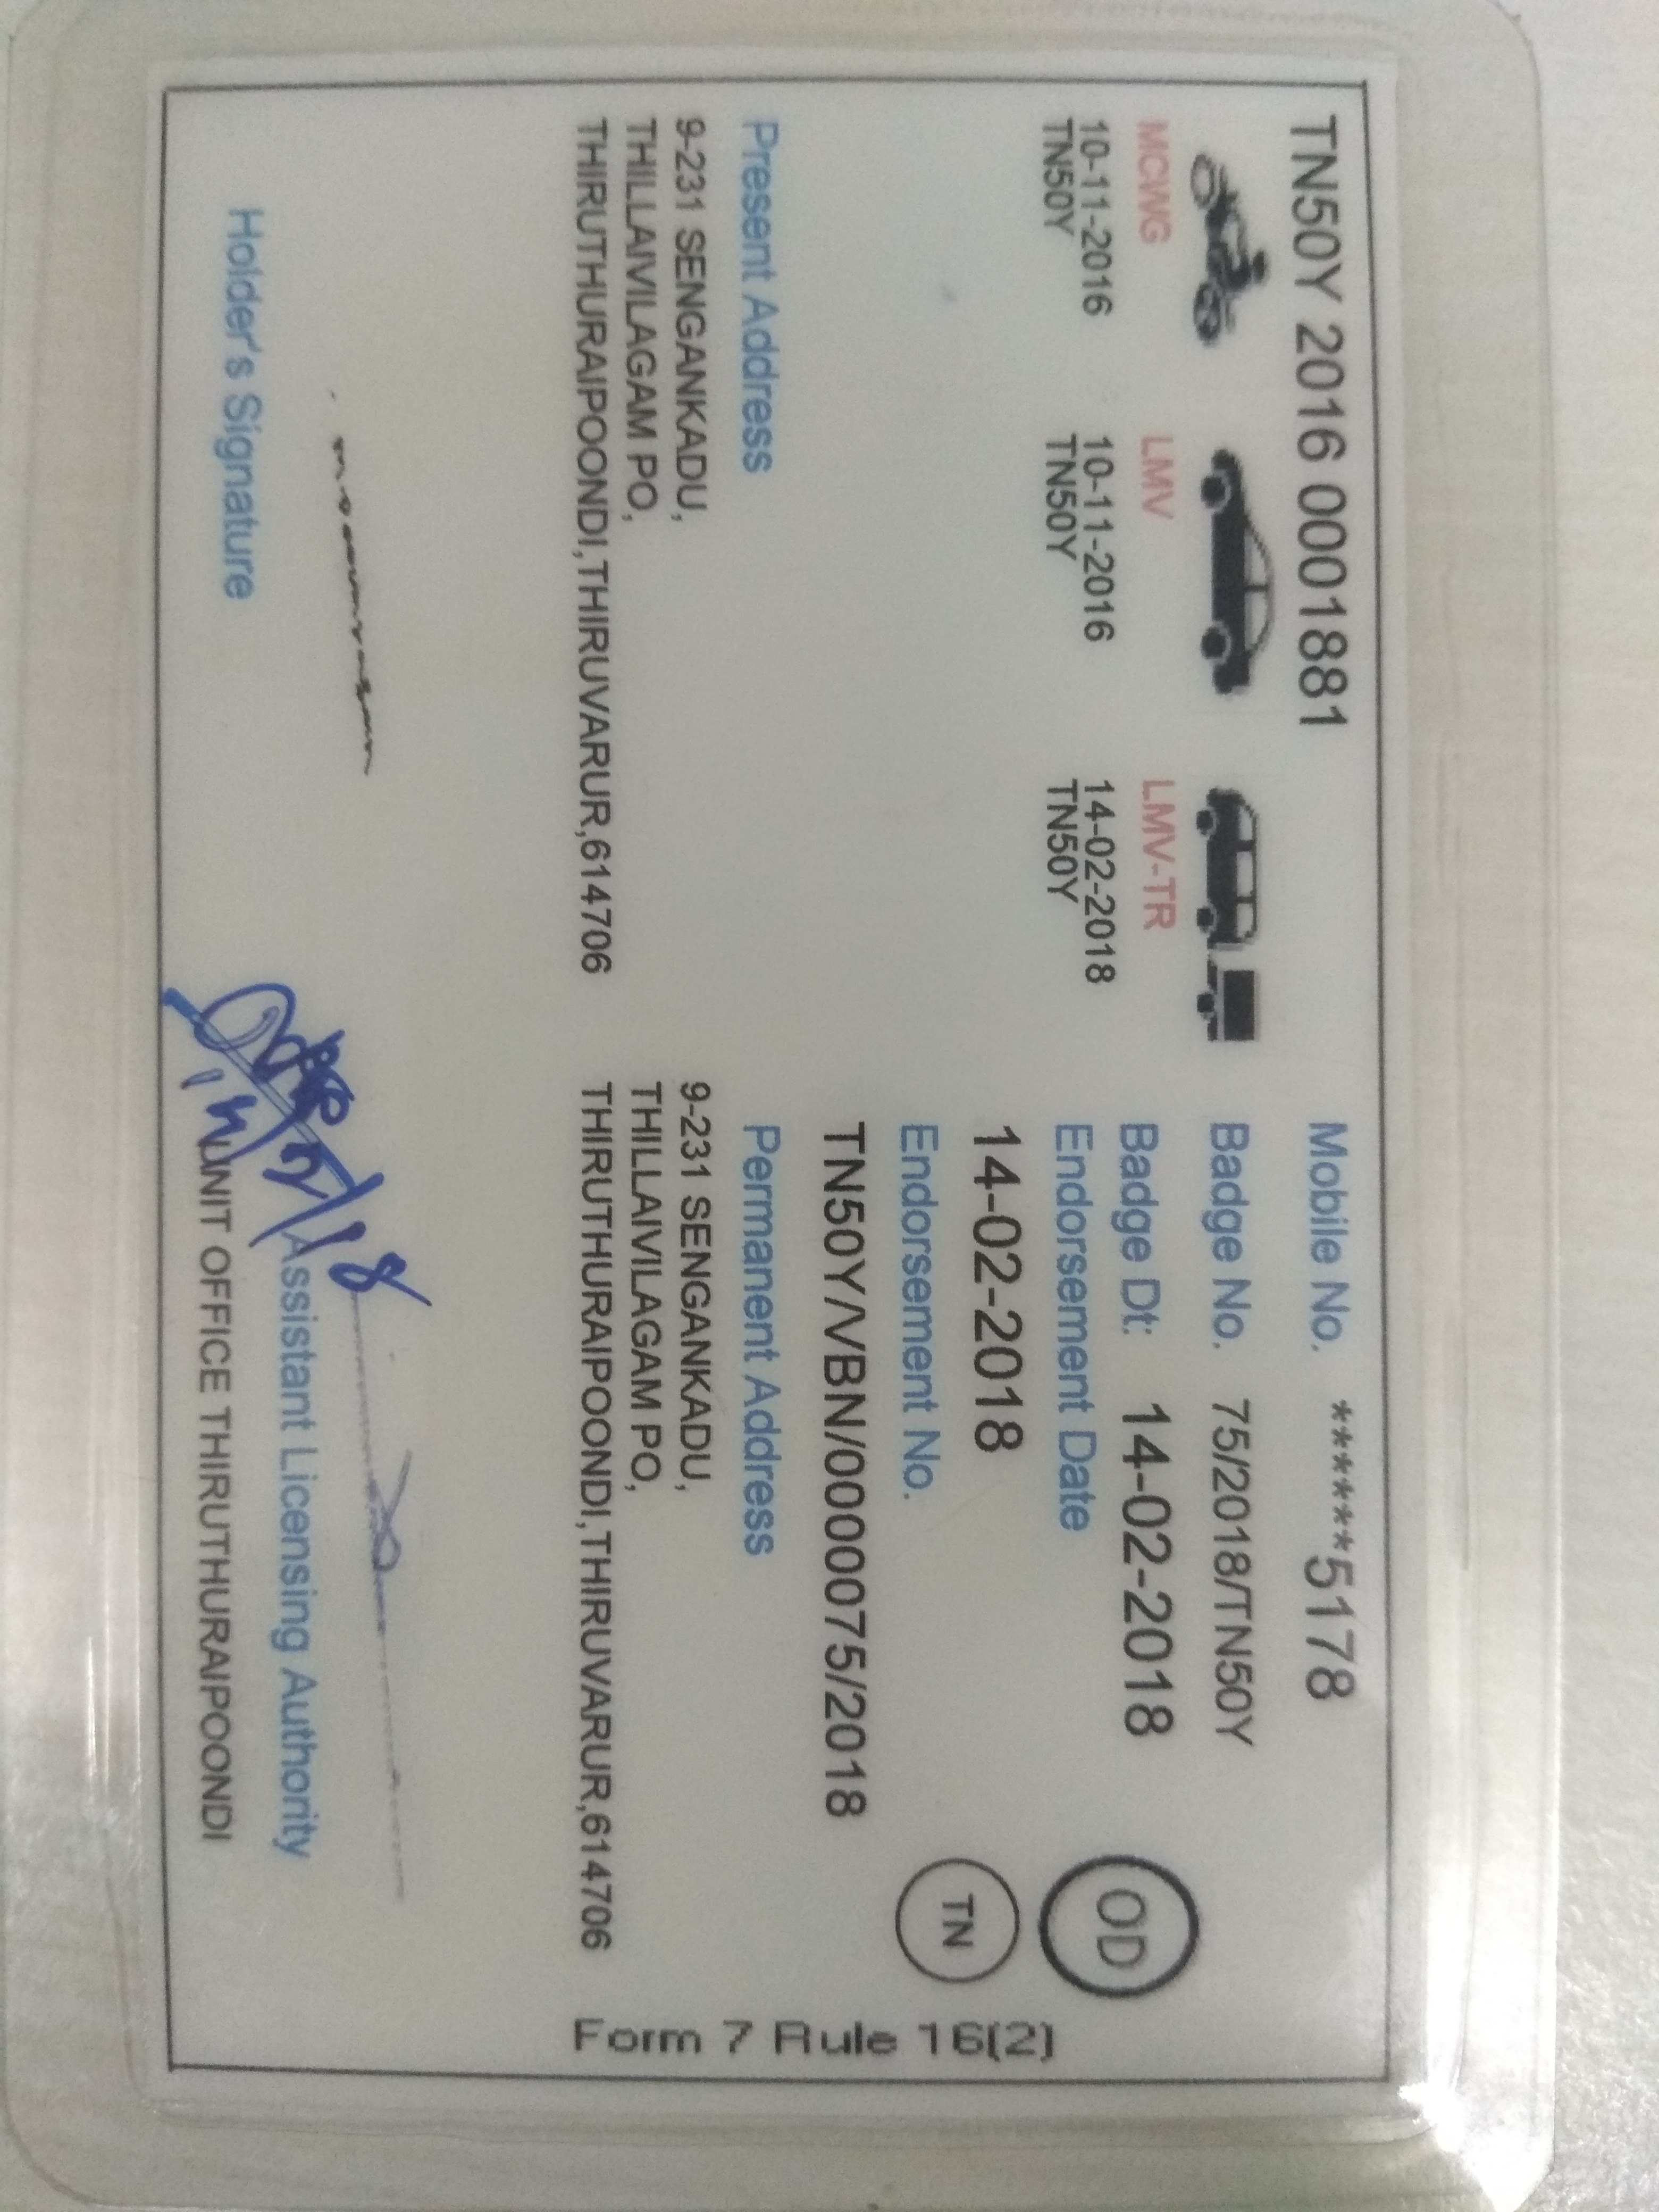 TN50Y 2016 0001881
Mobile No. ******5178
MCWG
10-11-2016
TN50Y
LMV
10-11-2016
TN50Y
LMV-TR
14-02-2018
TN50Y
Badge No. 75/2018/TN50Y
Badge Dt: 14-02-2018
Endorsement Date
14-02-2018
Endorsement No.
TN50Y/VBN/0000075/2018
OD
TN
Present Address
9-231 SENGANKADU,
THILLAIVILAGAM PO,
THIRUTHURAIPOONDI,THIRUVARUR,614706
Permanent Address
9-231 SENGANKADU,
THILLAIVILAGAM PO,
THIRUTHURAIPOONDI,THIRUVARUR,614706
Form 7 Rule 16(2)
Holder's Signature
Assistant Licensing Authority
UNIT OFFICE THIRUTHURAIPOONDI